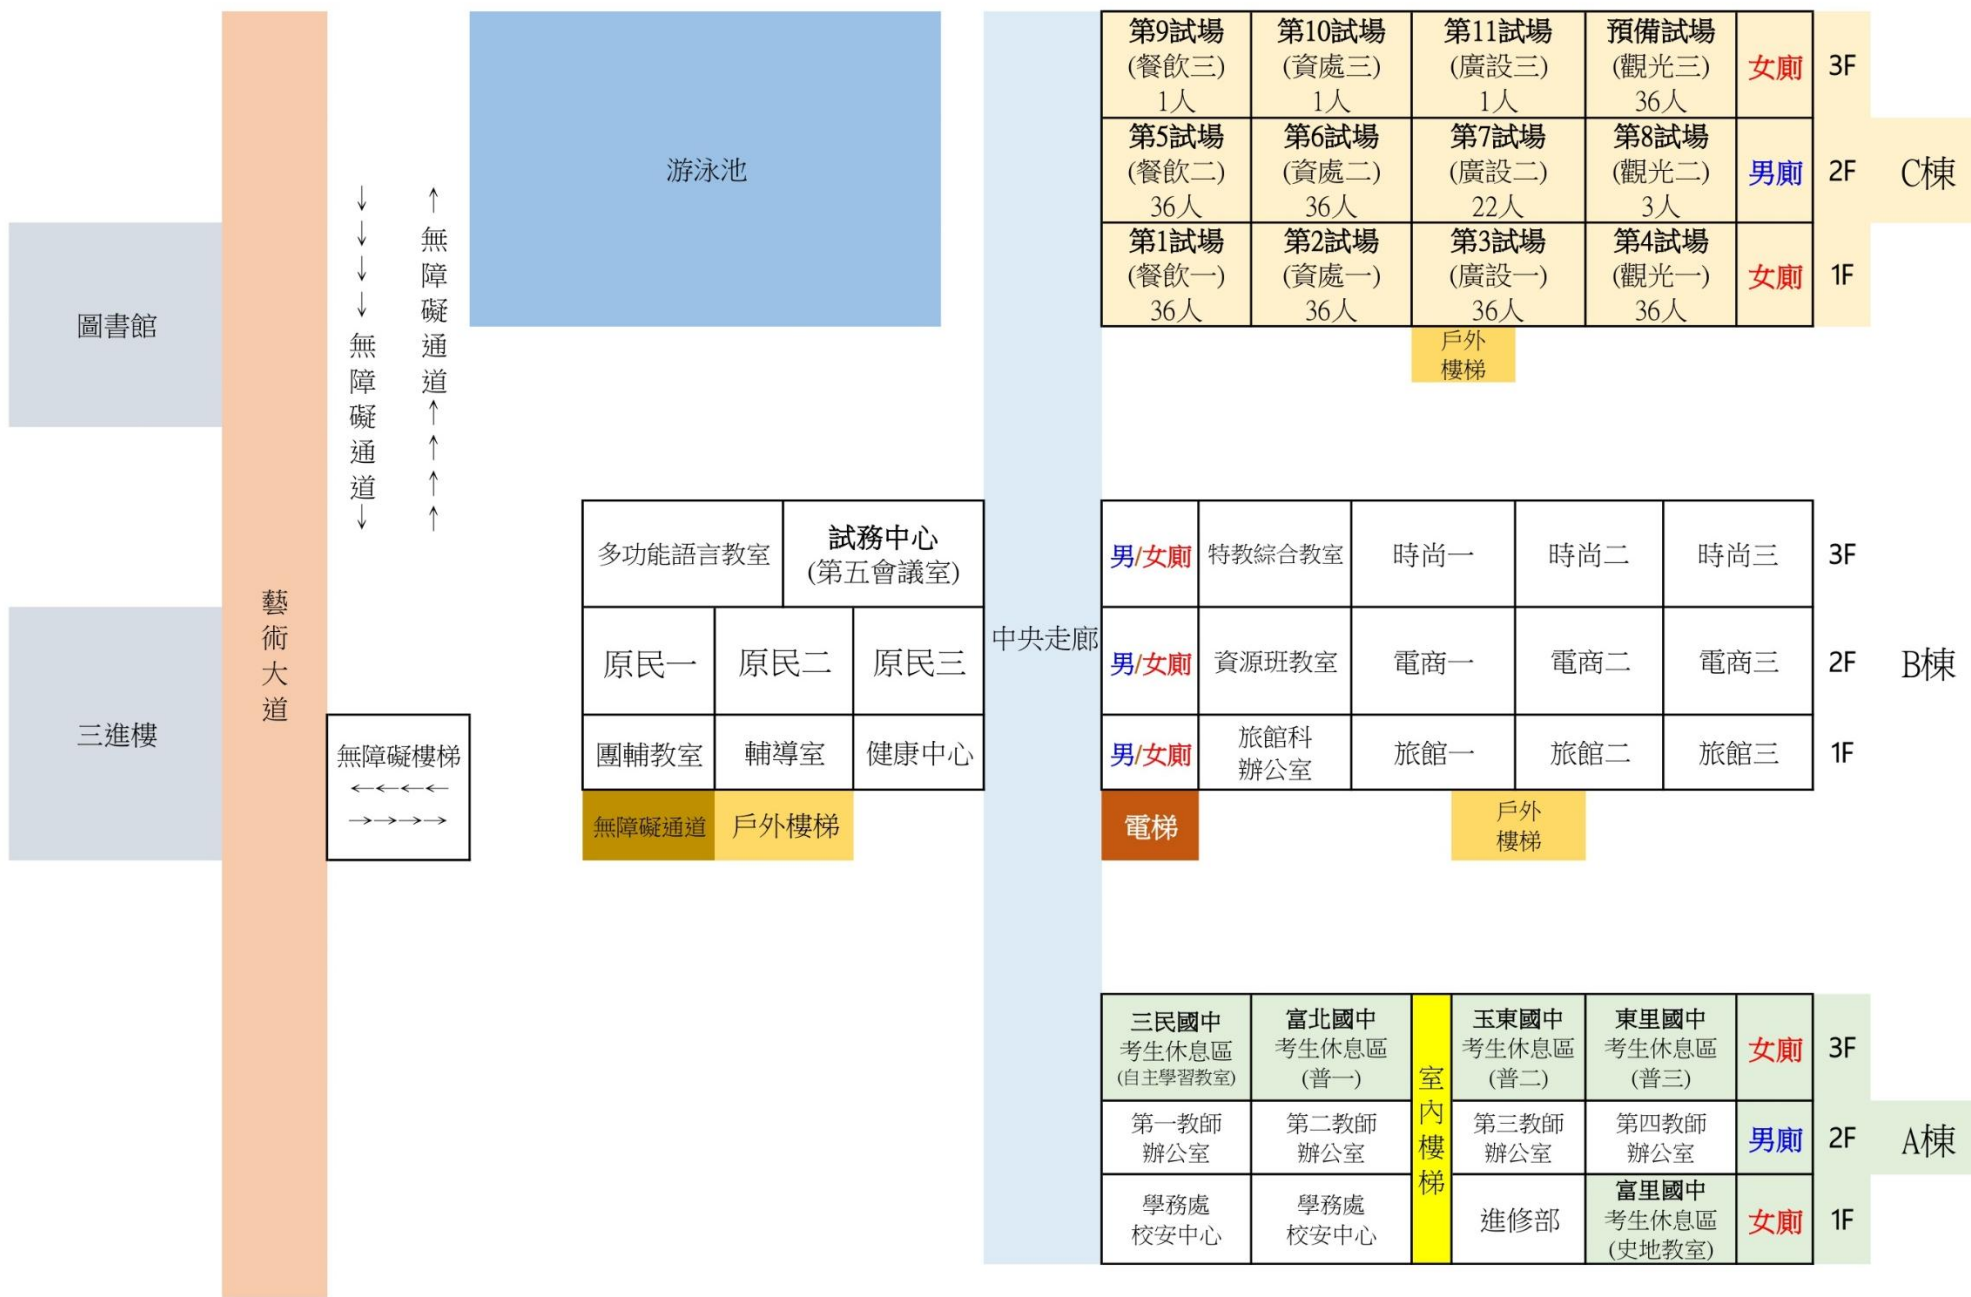 第9試場
(餐飲三)
1人
第10試場
(資處三)
1人
第11試場
(廣設三)
1人
預備試場
(觀光三)
36人
女廁
3F
第5試場
(餐飲二)
36人
第6試場
(資處二)
36人
第7試場
(廣設二)
22人
第8試場
(觀光二)
3人
男廁
2F
C棟
第1試場
(餐飲一)
36人
第2試場
(資處一)
36人
第3試場
(廣設一)
36人
第4試場
(觀光一)
36人
女廁
1F
戶外
樓梯
游泳池
圖書館
三進樓
藝術大道
↓↓↓↓↓無障礙通道↓
↑無障礙通道↑↑↑↑↑
無障礙樓梯
←←←←
→→→→
中央走廊
多功能語言教室
試務中心
(第五會議室)
原民一
原民二
原民三
團輔教室
輔導室
健康中心
無障礙通道
戶外樓梯
男/女廁
特教綜合教室
時尚一
時尚二
時尚三
3F
男/女廁
資源班教室
電商一
電商二
電商三
2F
B棟
男/女廁
旅館科
辦公室
旅館一
旅館二
旅館三
1F
電梯
戶外
樓梯
三民國中
考生休息區
(自主學習教室)
富北國中
考生休息區
(普一)
室內樓梯
玉東國中
考生休息區
(普二)
東里國中
考生休息區
(普三)
女廁
3F
第一教師
辦公室
第二教師
辦公室
第三教師
辦公室
第四教師
辦公室
男廁
2F
A棟
學務處
校安中心
學務處
校安中心
進修部
富里國中
考生休息區
(史地教室)
女廁
1F